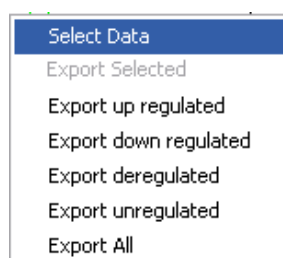 Select Data
Export Selected
Export up regulated
Export down regulated
Export deregulated
Export unregulated
Export All